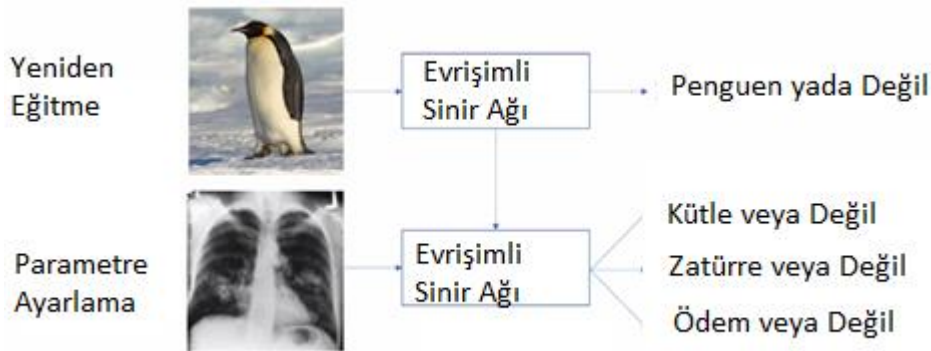 Yeniden
Eğitme
Evrişimli
Sinir Ağı
Penguen yada Değil
Parametre
Ayarlama
Evrişimli
Sinir Ağı
Kütle veya Değil
Zatürre veya Değil
Ödem veya Değil